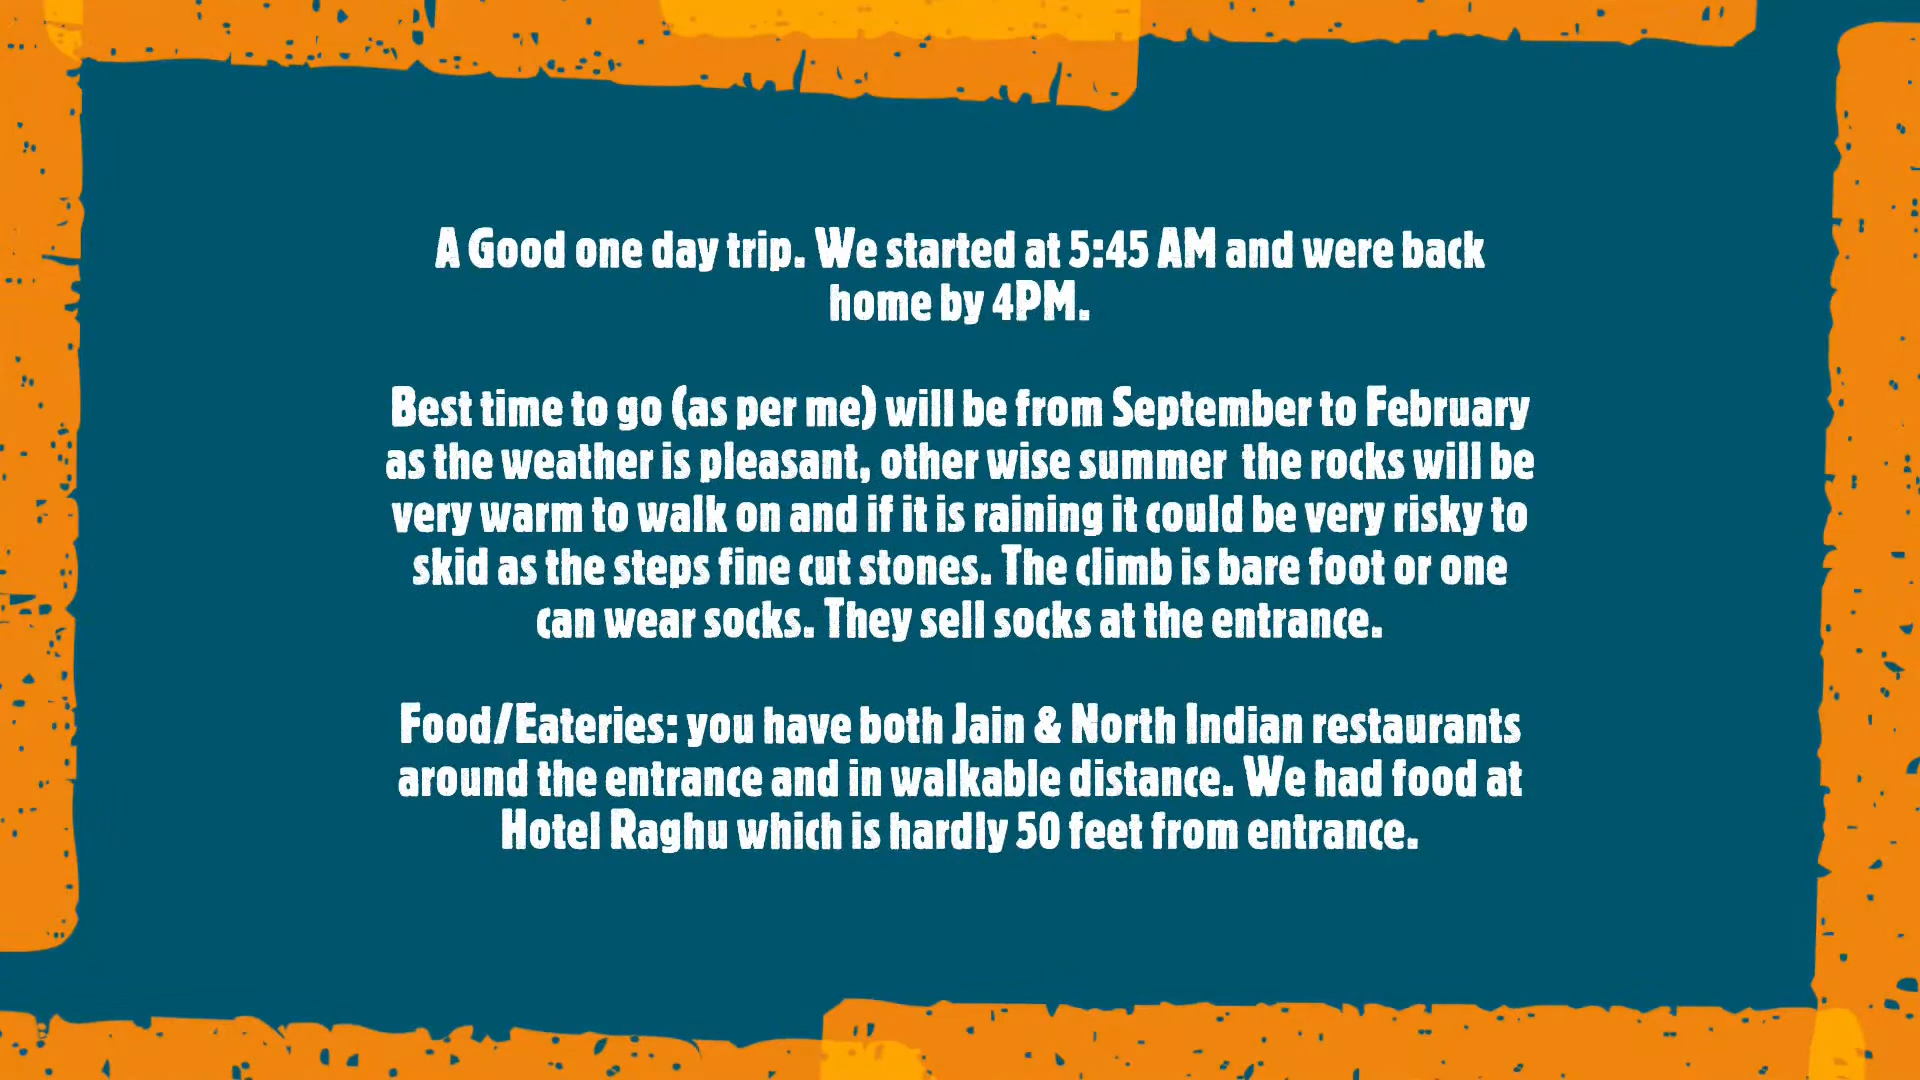 A Good one day trip. We started at 5:45 AM and were back
home by 4PM.
Best time to go (as per me) will be from September to February
as the weather is pleasant, other wise summer the rocks will be
very warm to walk on and if it is raining it could be very risky to
skid as the steps fine cut stones. The climb is bare foot or one
can wear socks. They sell socks at the entrance.
Food/Eateries: you have both Jain & North Indian restaurants
around the entrance and in walkable distance. We had food at
Hotel Raghu which is hardly 50 feet from entrance.